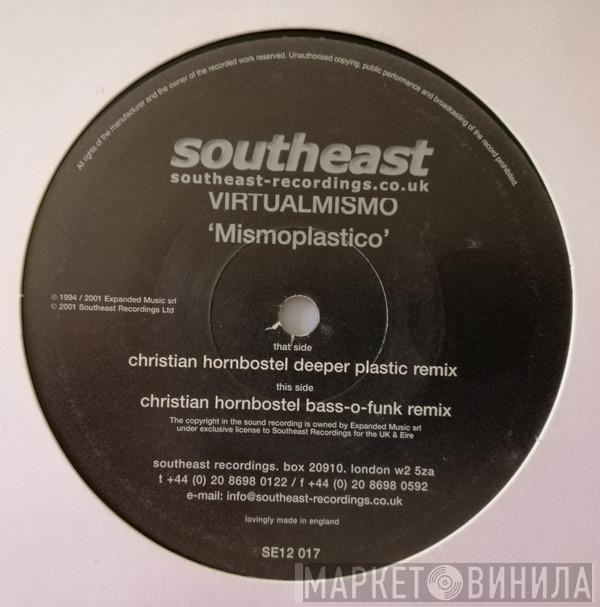 All rights of the manufacturer and the owner of the recorded work reserved. Unauthorised copying, public performance and broadcasting of the record prohibited.
southeast
southeast-recordings.co.uk
VIRTUALMISMO
‘Mismoplastico’
℗ 1994 / 2001 Expanded Music srl
© 2001 Southeast Recordings Ltd
that side
christian hornbostel deeper plastic remix
this side
christian hornbostel bass-o-funk remix
The copyright in the sound recording is owned by Expanded Music srl
under exclusive license to Southeast Recordings for the UK & Eire
southeast recordings. box 20910. london w2 5za
t +44 (0) 20 8698 0122 / f +44 (0) 20 8698 0592
e-mail: info@southeast-recordings.co.uk
lovingly made in england
SE12 017
МАРКЕТ ВИНИЛА